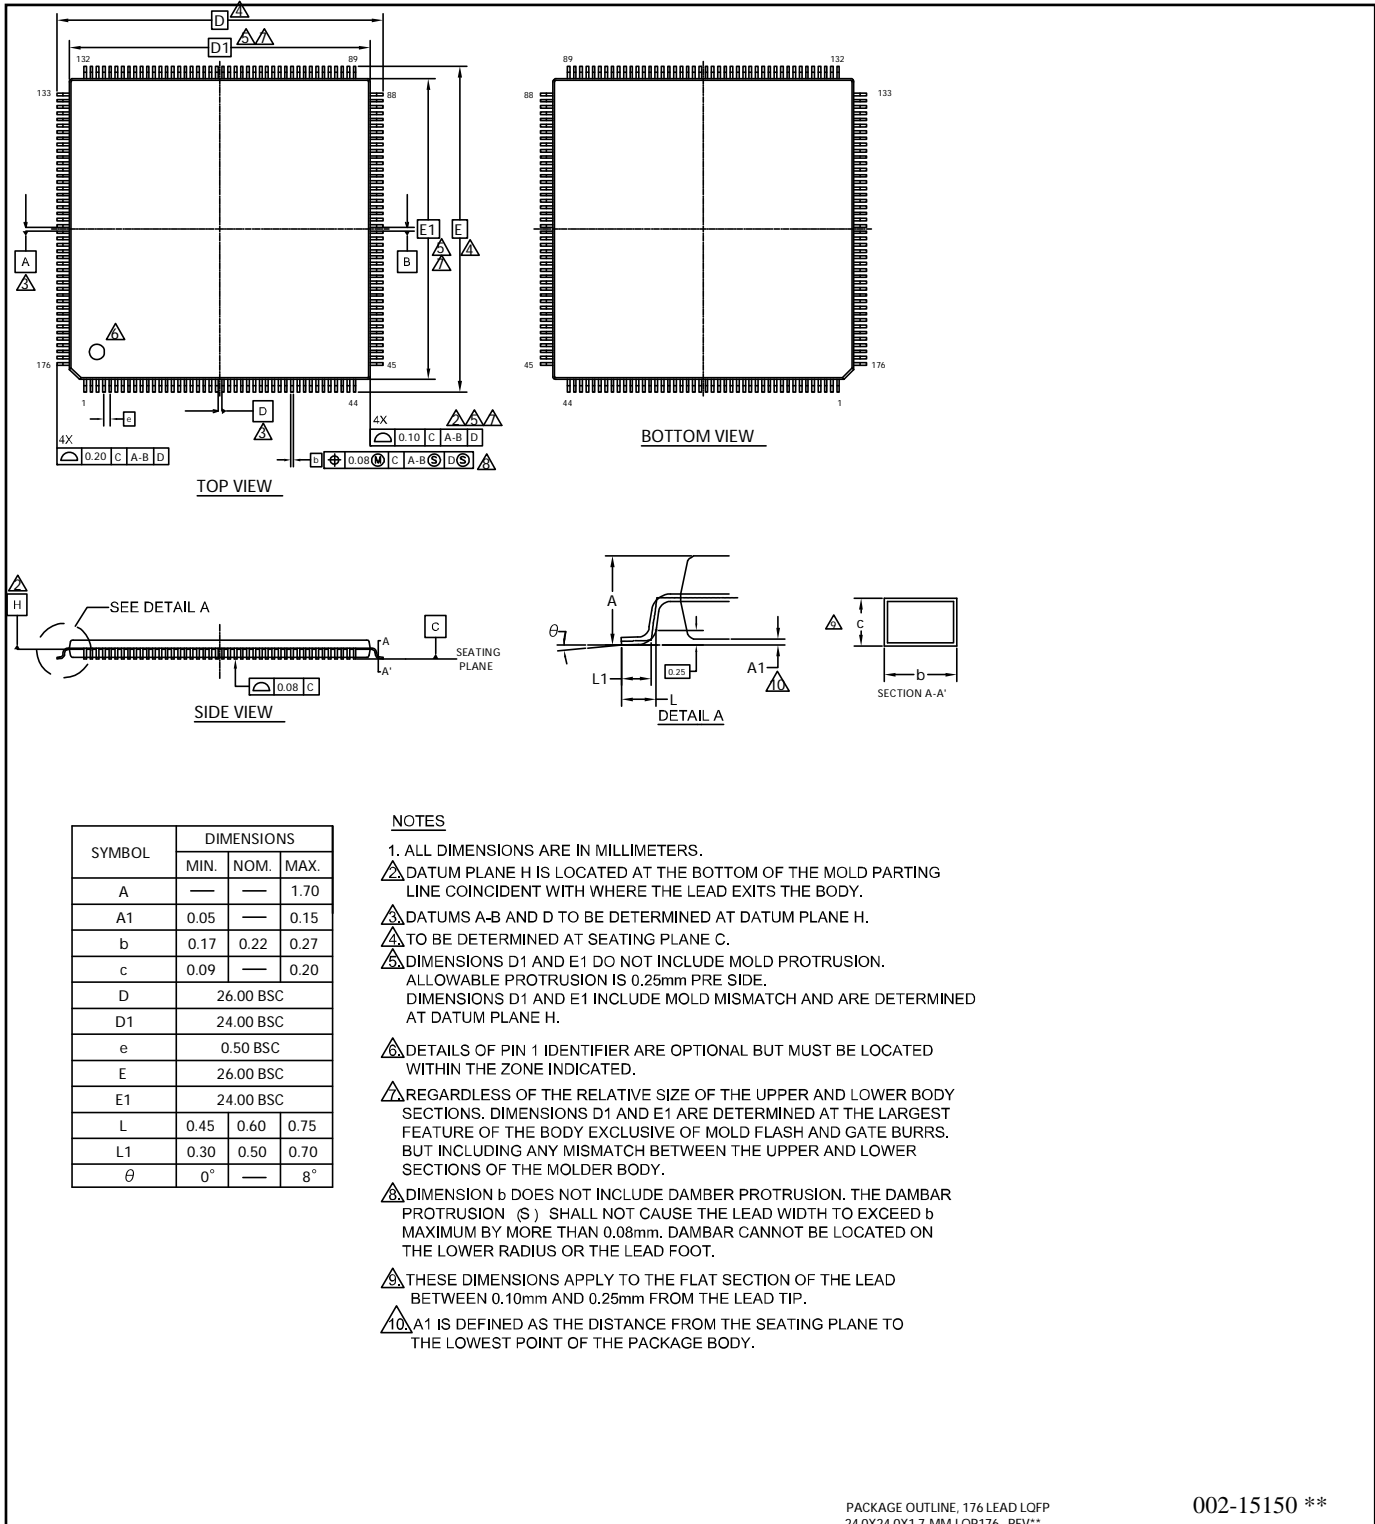 D 4
D1 5 7
132 89
133 88
A
3
E1 E
5 4
7
B
6
176 45
1 44
e
D
3
4X
0.20 C A-B D
4X 2 5 7
0.10 C A-B D
b 0.08 M C A-B S D S 8
TOP VIEW
89 132
88 133
45 176
44 1
BOTTOM VIEW
2
H
SEE DETAIL A
A
A'
C
SEATING
PLANE
0.08 C
SIDE VIEW
A
θ
L1
L
0.25
A1
10
DETAIL A
9
c
b
SECTION A-A'
SYMBOL DIMENSIONS
MIN. NOM. MAX.
A — — 1.70
A1 0.05 — 0.15
b 0.17 0.22 0.27
c 0.09 — 0.20
D 26.00 BSC
D1 24.00 BSC
e 0.50 BSC
E 26.00 BSC
E1 24.00 BSC
L 0.45 0.60 0.75
L1 0.30 0.50 0.70
θ 0° — 8°
NOTES
1. ALL DIMENSIONS ARE IN MILLIMETERS.
2. DATUM PLANE H IS LOCATED AT THE BOTTOM OF THE MOLD PARTING
LINE COINCIDENT WITH WHERE THE LEAD EXITS THE BODY.
3. DATUMS A-B AND D TO BE DETERMINED AT DATUM PLANE H.
4. TO BE DETERMINED AT SEATING PLANE C.
5. DIMENSIONS D1 AND E1 DO NOT INCLUDE MOLD PROTRUSION.
ALLOWABLE PROTRUSION IS 0.25mm PRE SIDE.
DIMENSIONS D1 AND E1 INCLUDE MOLD MISMATCH AND ARE DETERMINED
AT DATUM PLANE H.
6. DETAILS OF PIN 1 IDENTIFIER ARE OPTIONAL BUT MUST BE LOCATED
WITHIN THE ZONE INDICATED.
7. REGARDLESS OF THE RELATIVE SIZE OF THE UPPER AND LOWER BODY
SECTIONS. DIMENSIONS D1 AND E1 ARE DETERMINED AT THE LARGEST
FEATURE OF THE BODY EXCLUSIVE OF MOLD FLASH AND GATE BURRS.
BUT INCLUDING ANY MISMATCH BETWEEN THE UPPER AND LOWER
SECTIONS OF THE MOLDER BODY.
8. DIMENSION b DOES NOT INCLUDE DAMBER PROTRUSION. THE DAMBAR
PROTRUSION (S) SHALL NOT CAUSE THE LEAD WIDTH TO EXCEED b
MAXIMUM BY MORE THAN 0.08mm. DAMBAR CANNOT BE LOCATED ON
THE LOWER RADIUS OR THE LEAD FOOT.
9. THESE DIMENSIONS APPLY TO THE FLAT SECTION OF THE LEAD
BETWEEN 0.10mm AND 0.25mm FROM THE LEAD TIP.
10. A1 IS DEFINED AS THE DISTANCE FROM THE SEATING PLANE TO
THE LOWEST POINT OF THE PACKAGE BODY.
PACKAGE OUTLINE, 176 LEAD LQFP
24.0X24.0X1.7 MM LQP176 REV**
002-15150 **